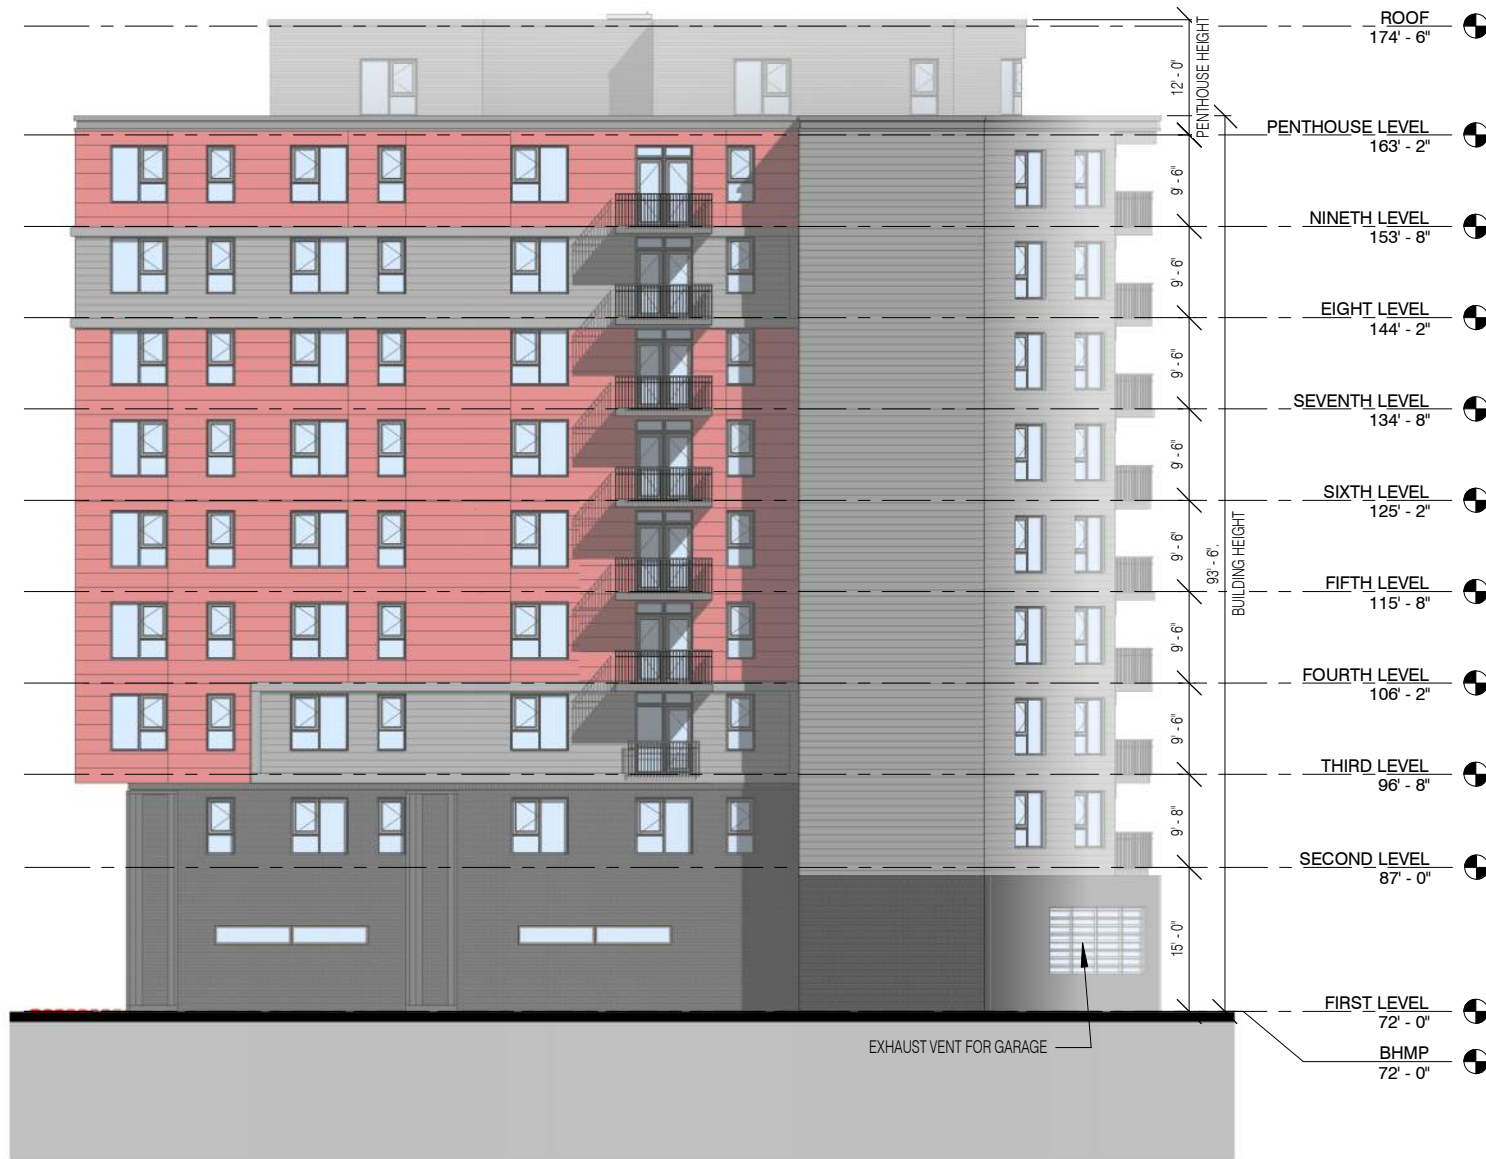 ROOF
174' - 6"
PENTHOUSE HEIGHT
12' - 0"
PENTHOUSE LEVEL
163' - 2"
9' - 6"
NINETH LEVEL
153' - 8"
9' - 6"
EIGHT LEVEL
144' - 2"
9' - 6"
SEVENTH LEVEL
134' - 8"
9' - 6"
SIXTH LEVEL
125' - 2"
9' - 6"
93' - 6".
BUILDING HEIGHT
FIFTH LEVEL
115' - 8"
9' - 6"
FOURTH LEVEL
106' - 2"
9' - 6"
THIRD LEVEL
96' - 8"
9' - 8"
SECOND LEVEL
87' - 0"
15' - 0"
FIRST LEVEL
72' - 0"
EXHAUST VENT FOR GARAGE
BHMP
72' - 0"